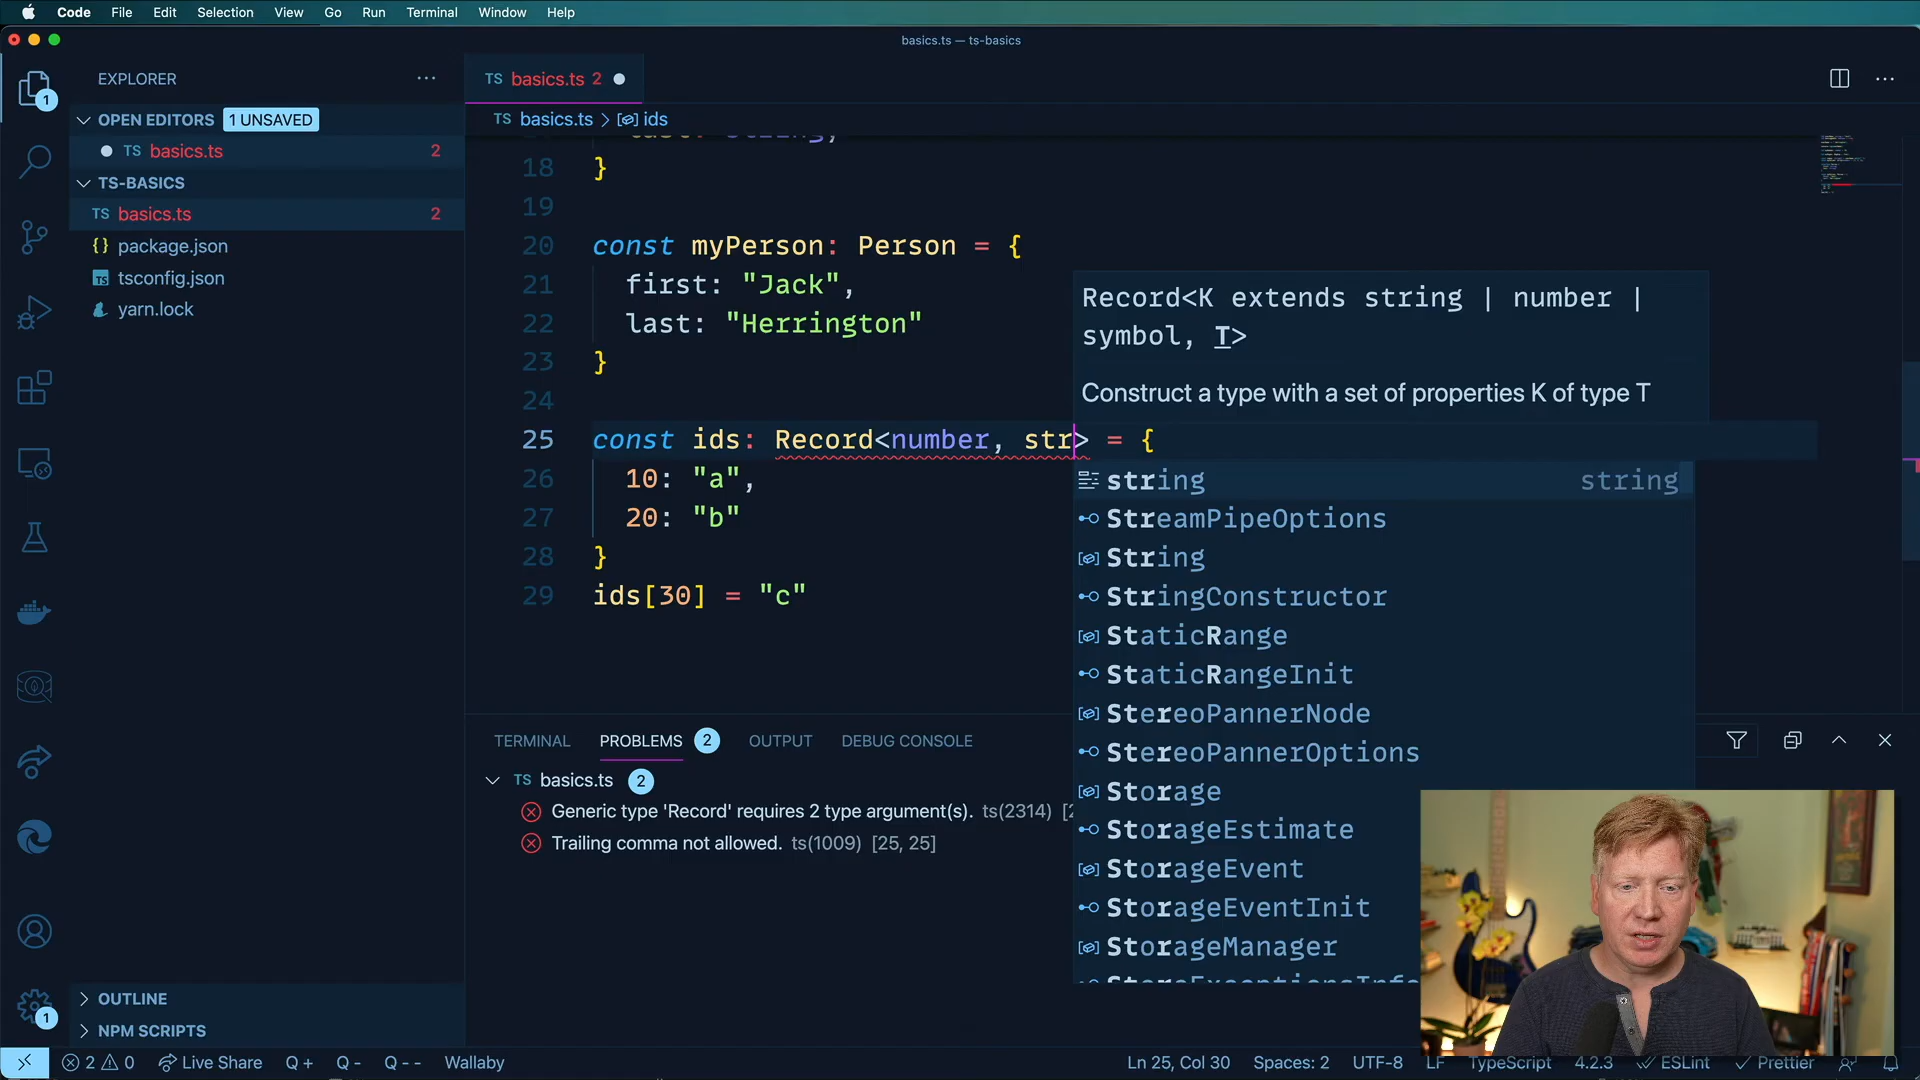 Code File Edit Selection View Go Run Terminal Window Help
basics.ts — ts-basics
EXPLORER
1
OPEN EDITORS 1 UNSAVED
TS basics.ts 2
TS-BASICS
TS basics.ts 2
package.json
TS tsconfig.json
yarn.lock
OUTLINE
NPM SCRIPTS
1
TS basics.ts 2
TS basics.ts > ids
18 }
19
20 const myPerson: Person = {
21 first: "Jack",
22 last: "Herrington"
23 }
24
25 const ids: Record<number, str> = {
26 10: "a",
27 20: "b"
28 }
29 ids[30] = "c"
Record<K extends string | number |
symbol, T>
Construct a type with a set of properties K of type T
string string
StreamPipeOptions
String
StringConstructor
StaticRange
StaticRangeInit
StereoPannerNode
StereoPannerOptions
Storage
StorageEstimate
StorageEvent
StorageEventInit
StorageManager
TERMINAL PROBLEMS 2 OUTPUT DEBUG CONSOLE
TS basics.ts 2
Generic type 'Record' requires 2 type argument(s). ts(2314) [2
Trailing comma not allowed. ts(1009) [25, 25]
2 0 Live Share Q + Q - Q - - Wallaby Ln 25, Col 30 Spaces: 2 UTF-8 LF TypeScript 4.2.3 ESLint Prettier